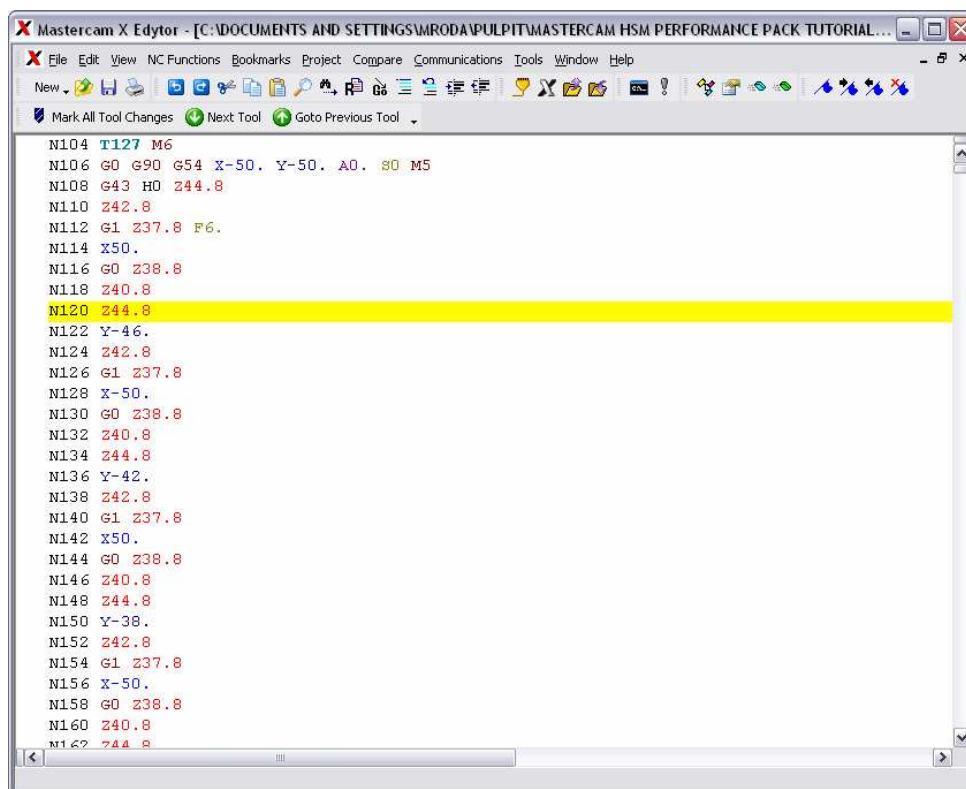 Mastercam X Edytor - [C:\DOCUMENTS AND SETTINGS\MRODA\PULPIT\MASTERCAM HSM PERFORMANCE PACK TUTORIAL...
File Edit View NC Functions Bookmarks Project Compare Communications Tools Window Help
New
Mark All Tool Changes Next Tool Goto Previous Tool
N104 T127 M6
N106 G0 G90 G54 X-50. Y-50. A0. S0 M5
N108 G43 H0 Z44.8
N110 Z42.8
N112 G1 Z37.8 F6.
N114 X50.
N116 G0 Z38.8
N118 Z40.8
N120 Z44.8
N122 Y-46.
N124 Z42.8
N126 G1 Z37.8
N128 X-50.
N130 G0 Z38.8
N132 Z40.8
N134 Z44.8
N136 Y-42.
N138 Z42.8
N140 G1 Z37.8
N142 X50.
N144 G0 Z38.8
N146 Z40.8
N148 Z44.8
N150 Y-38.
N152 Z42.8
N154 G1 Z37.8
N156 X-50.
N158 G0 Z38.8
N160 Z40.8
N162 Z44.8